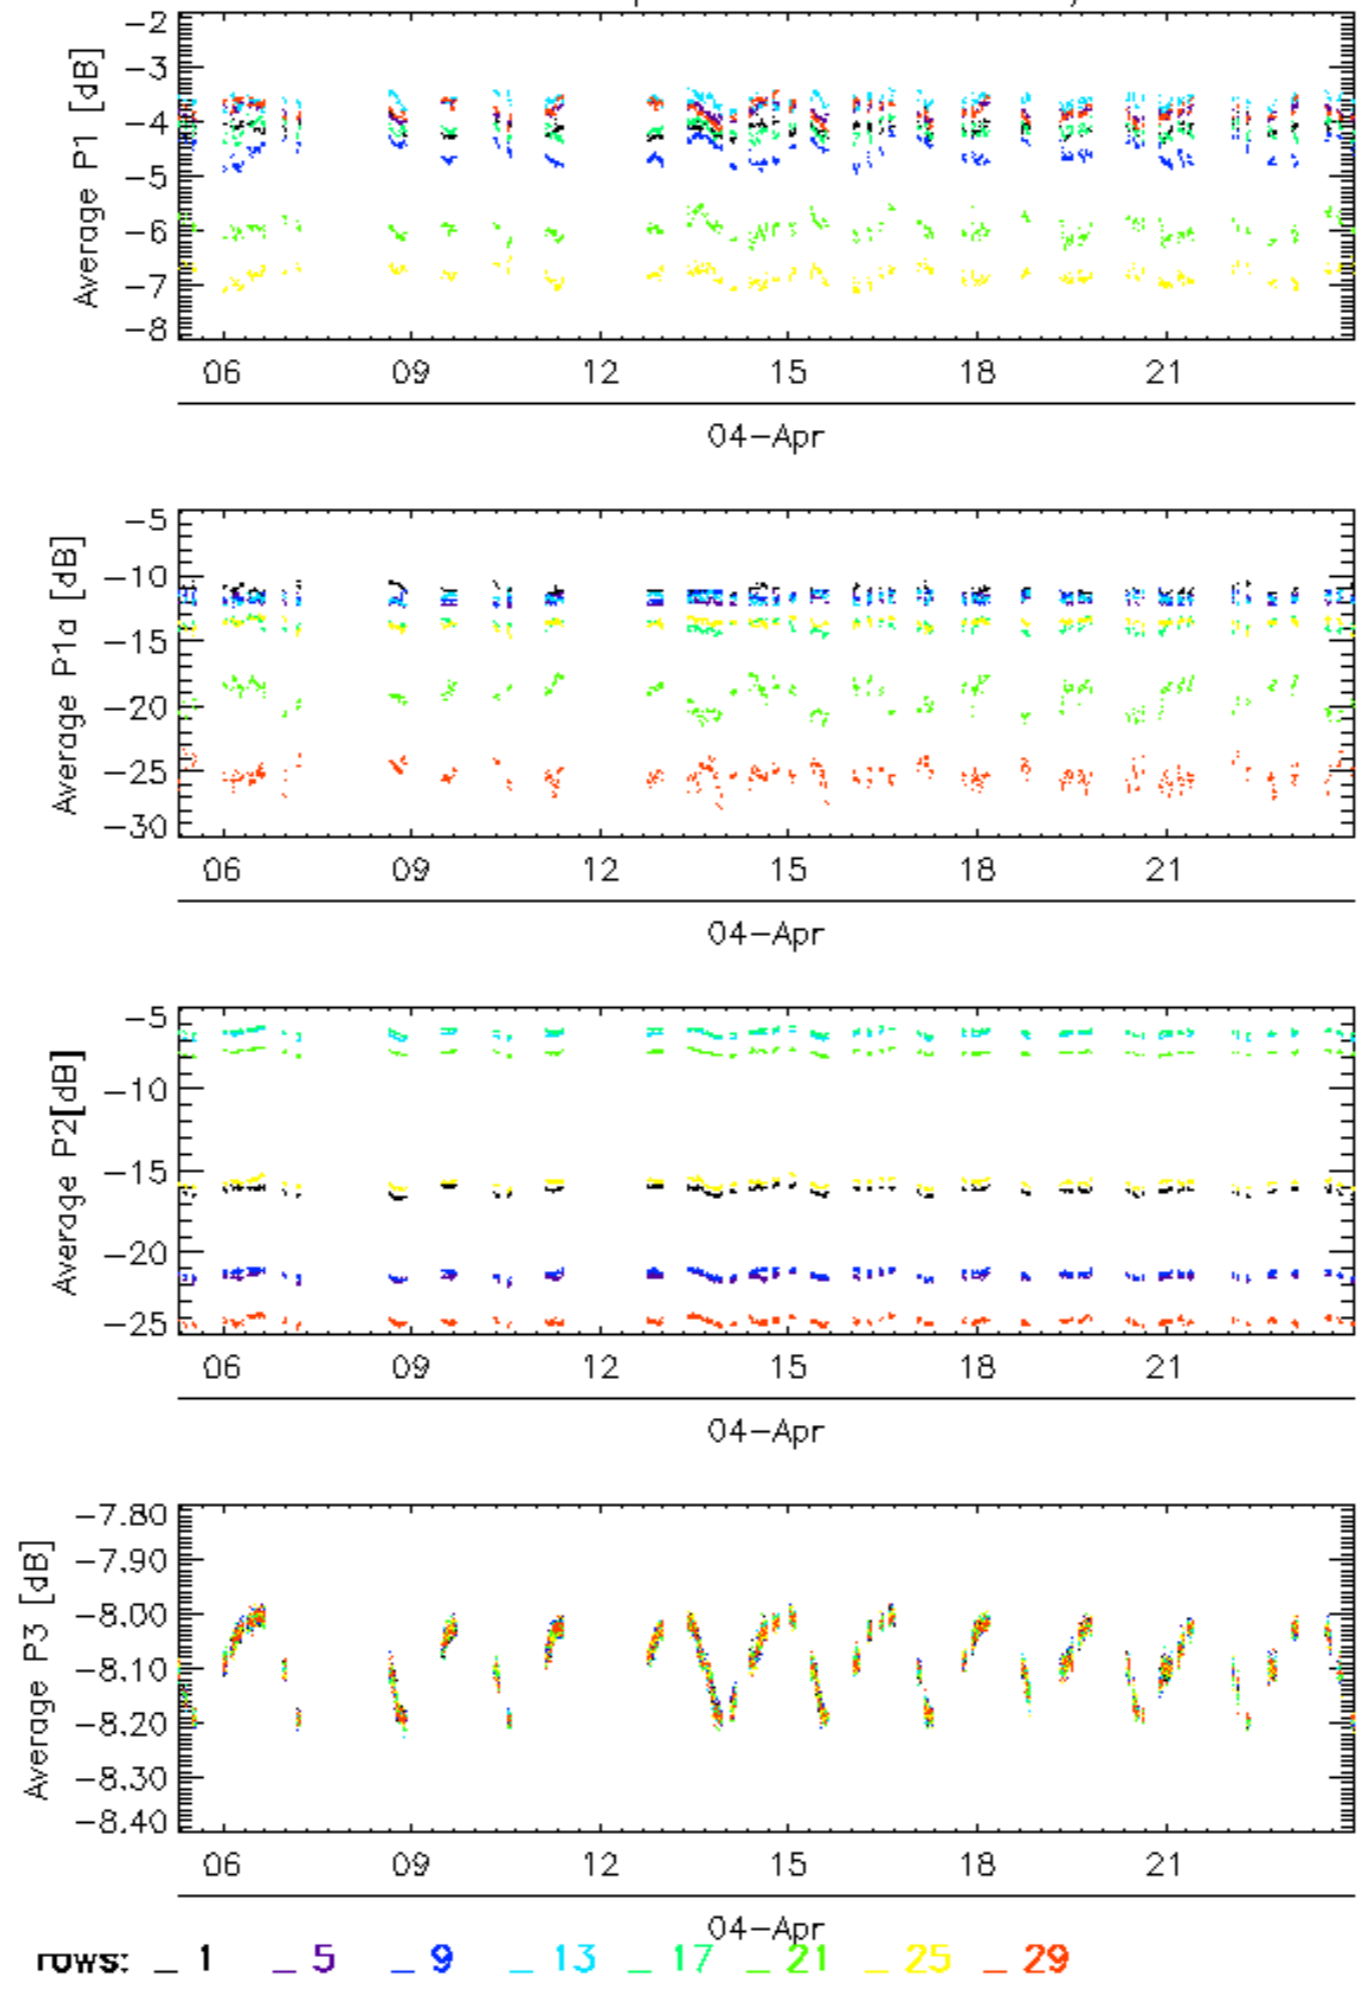 -2
-3
-4
-5
-6
-7
-8
Average P1 [dB]
06 09 12 15 18 21
04-Apr
-5
-10
-15
-20
-25
-30
Average P1a [dB]
06 09 12 15 18 21
04-Apr
-5
-10
-15
-20
-25
Average P2[dB]
06 09 12 15 18 21
04-Apr
-7.80
-7.90
-8.00
-8.10
-8.20
-8.30
-8.40
Average P3 [dB]
06 09 12 15 18 21
04-Apr
rows: _ 1 _ 5 _ 9 _ 13 _ 17 _ 21 _ 25 _ 29